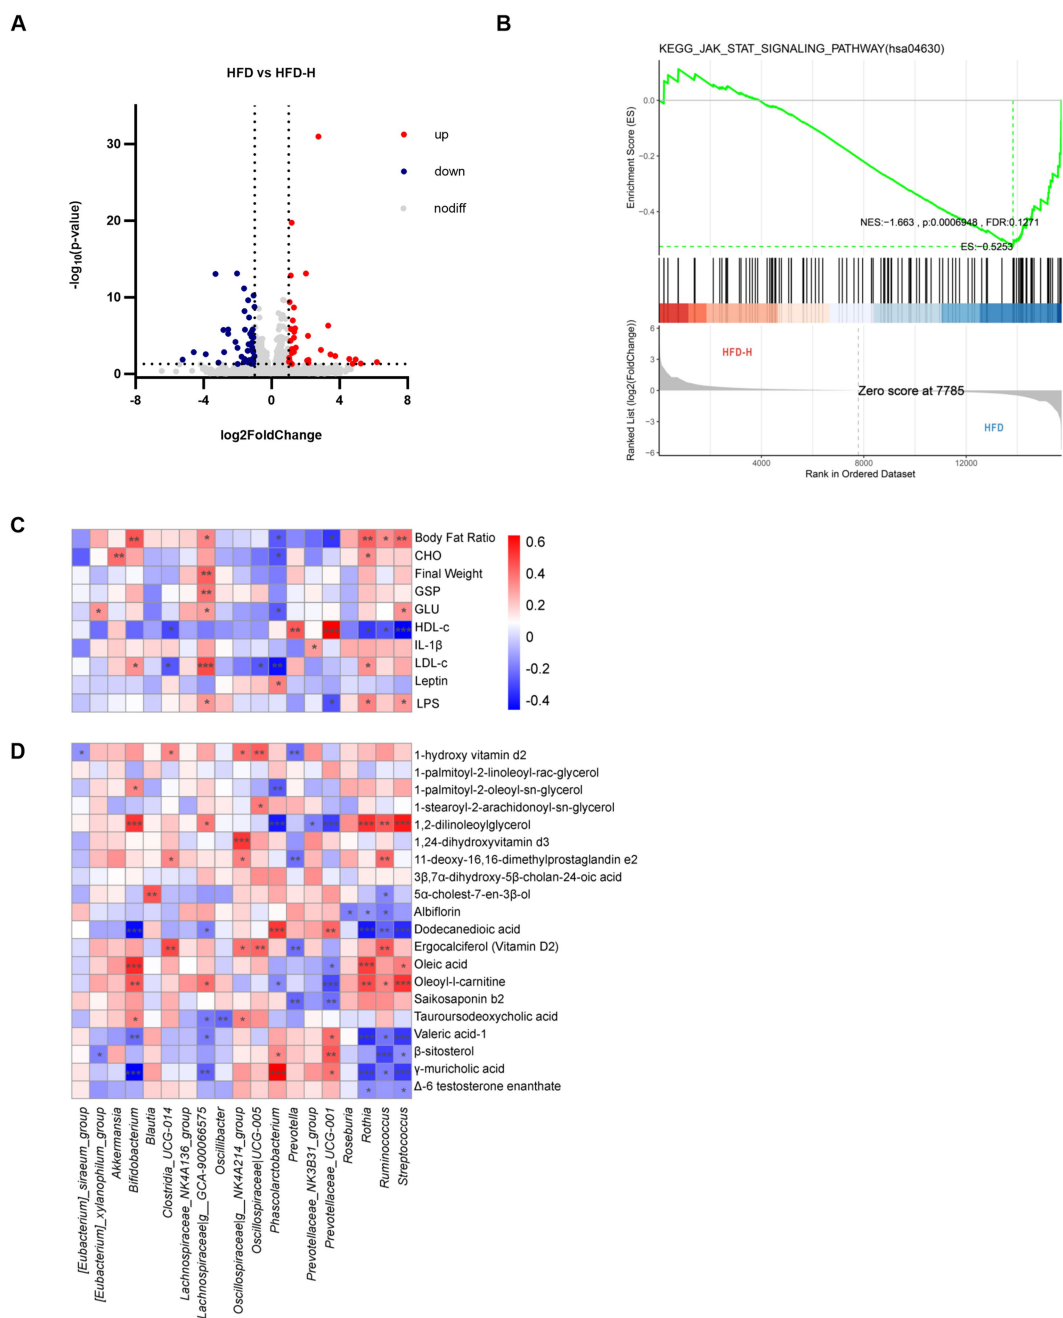 A
HFD vs HFD-H
-log10(p-value)
30
20
10
0
-8
-4
0
4
8
log2FoldChange
up
down
nodiff
B
KEGG_JAK_STAT_SIGNALING_PATHWAY(hsa04630)
Enrichment Score (ES)
0.0
−0.2
−0.4
NES:−1.663 , p:0.0006948 , FDR:0.1271
ES:−0.5253
Ranked List (log2(FoldChange))
6
3
0
−3
−6
HFD-H
Zero score at 7785
HFD
4000
8000
12000
Rank in Ordered Dataset
C
Body Fat Ratio
CHO
Final Weight
GSP
GLU
HDL-c
IL-1β
LDL-c
Leptin
LPS
0.6
0.4
0.2
0
-0.2
-0.4
D
1-hydroxy vitamin d2
1-palmitoyl-2-linoleoyl-rac-glycerol
1-palmitoyl-2-oleoyl-sn-glycerol
1-stearoyl-2-arachidonoyl-sn-glycerol
1,2-dilinoleoylglycerol
1,24-dihydroxyvitamin d3
11-deoxy-16,16-dimethylprostaglandin e2
3β,7α-dihydroxy-5β-cholan-24-oic acid
5α-cholest-7-en-3β-ol
Albiflorin
Dodecanedioic acid
Ergocalciferol (Vitamin D2)
Oleic acid
Oleoyl-l-carnitine
Saikosaponin b2
Tauroursodeoxycholic acid
Valeric acid-1
β-sitosterol
γ-muricholic acid
Δ-6 testosterone enanthate
[Eubacterium]_siraeum_group
[Eubacterium]_xylanophilum_group
Akkermansia
Bifidobacterium
Blautia
Clostridia_UCG-014
Lachnospiraceae_NK4A136_group
Lachnospiraceae|g__GCA-900066575
Oscillibacter
Oscillospiraceae|g__NK4A214_group
Oscillospiraceae|UCG-005
Phascolarctobacterium
Prevotella
Prevotellaceae_NK3B31_group
Prevotellaceae_UCG-001
Roseburia
Rothia
Ruminococcus
Streptococcus